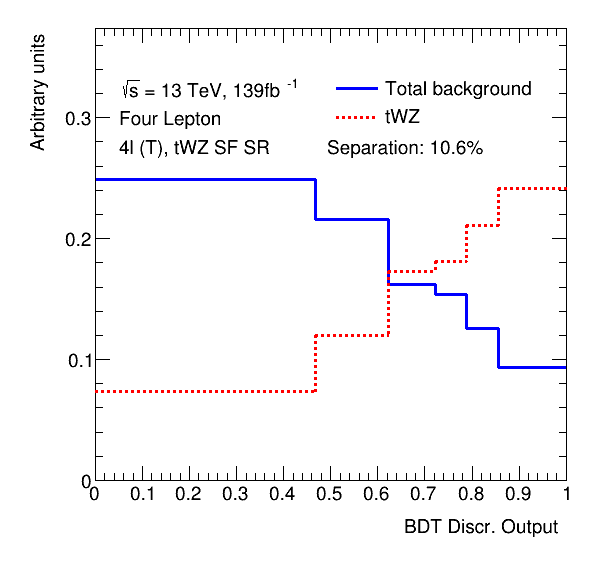 Arbitrary units
√s = 13 TeV, 139fb⁻¹
Four Lepton
4l (T), tWZ SF SR
Total background
tWZ
Separation: 10.6%
0.3
0.2
0.1
0
0 0.1 0.2 0.3 0.4 0.5 0.6 0.7 0.8 0.9 1
BDT Discr. Output